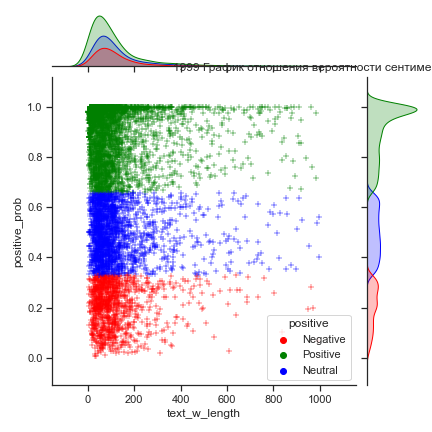 График отношения вероятности сентиме
1.0
0.8
0.6
0.4
0.2
0.0
positive_prob
positive
Negative
Positive
Neutral
0 200 400 600 800 1000
text_w_length